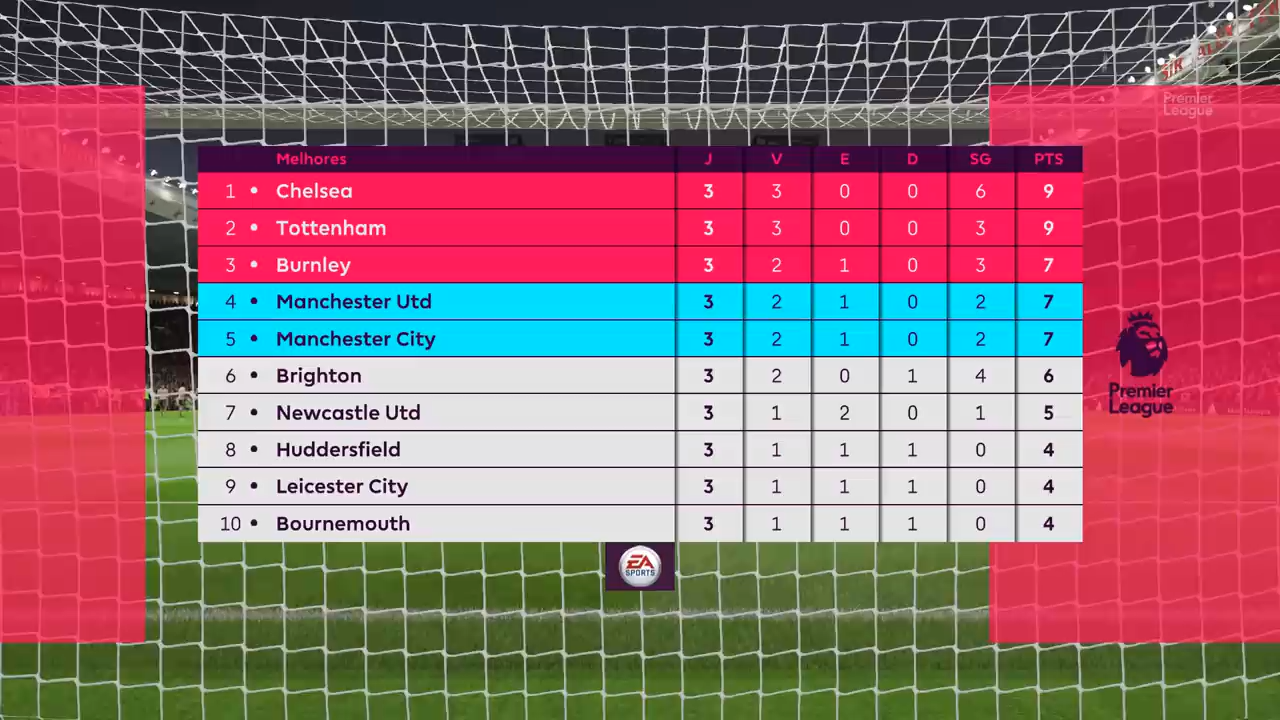 SIR ALEX
Premier
League
Melhores J V E D SG PTS
1 • Chelsea 3 3 0 0 6 9
2 • Tottenham 3 3 0 0 3 9
3 • Burnley 3 2 1 0 3 7
4 • Manchester Utd 3 2 1 0 2 7
5 • Manchester City 3 2 1 0 2 7
6 • Brighton 3 2 0 1 4 6
7 • Newcastle Utd 3 1 2 0 1 5
8 • Huddersfield 3 1 1 1 0 4
9 • Leicester City 3 1 1 1 0 4
10 • Bournemouth 3 1 1 1 0 4
Premier
League
EA
SPORTS